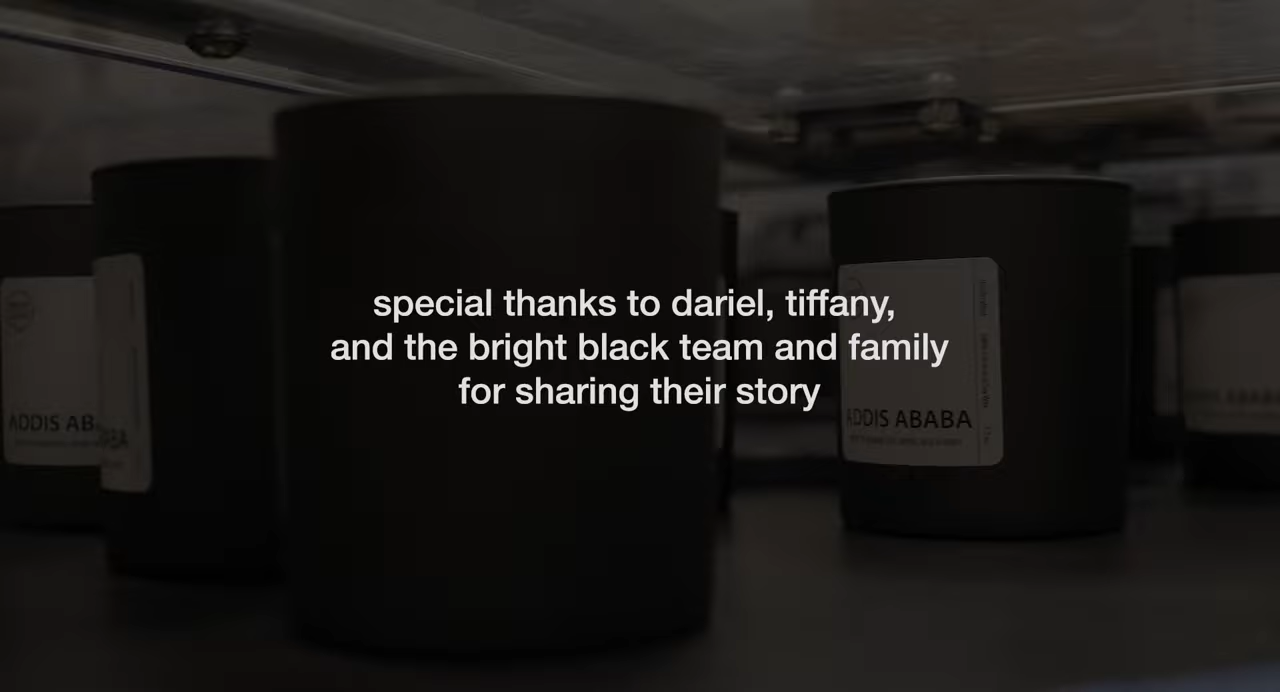 special thanks to dariel, tiffany,
and the bright black team and family
for sharing their story
ADDIS AB
ADDIS ABABA
ABABA